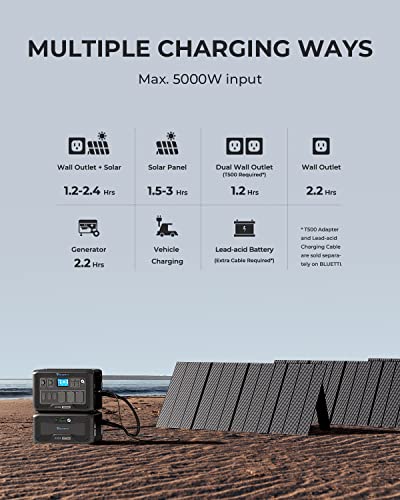 MULTIPLE CHARGING WAYS
Max. 5000W input
Wall Outlet + Solar
1.2-2.4 Hrs
Solar Panel
1.5-3 Hrs
Dual Wall Outlet
(T500 Required*)
1.2 Hrs
Wall Outlet
2.2 Hrs
Generator
2.2 Hrs
Vehicle
Charging
Lead-acid Battery
(Extra Cable Required*)
* T500 Adapter
and Lead-acid
Charging Cable
are sold separa-
tely on BLUETTI.